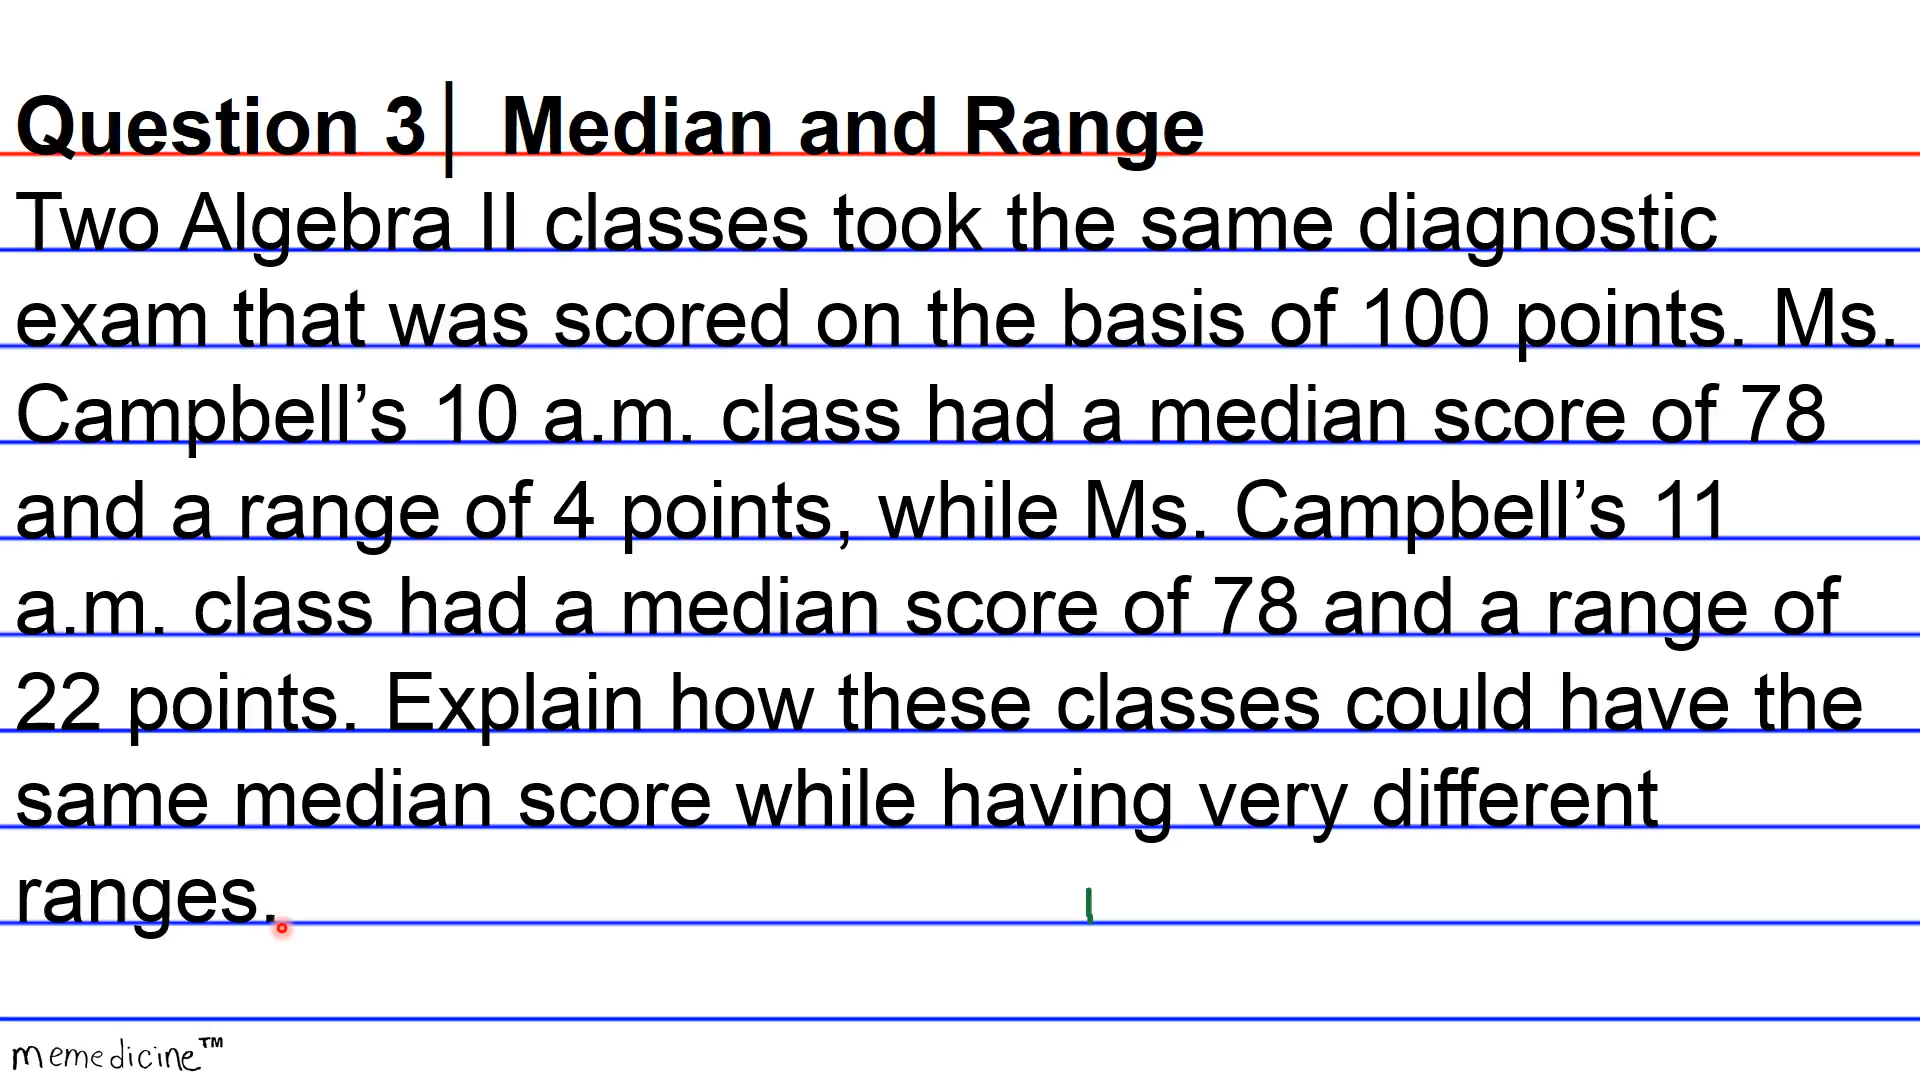 Question 3| Median and Range
Two Algebra II classes took the same diagnostic
exam that was scored on the basis of 100 points. Ms.
Campbell’s 10 a.m. class had a median score of 78
and a range of 4 points, while Ms. Campbell’s 11
a.m. class had a median score of 78 and a range of
22 points. Explain how these classes could have the
same median score while having very different
ranges.
memedicine™